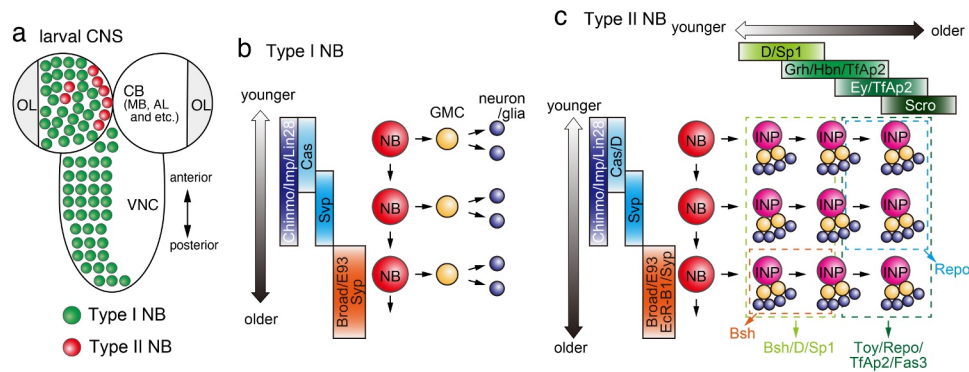 a
larval CNS
OL
CB
(MB, AL
and etc.)
OL
VNC
anterior
posterior
Type I NB
Type II NB
b
Type I NB
younger
older
Chinmo/Imp/Lin28
Cas
Svp
Broad/E93
Syp
GMC
neuron
/glia
NB
NB
NB
c
Type II NB
younger
older
D/Sp1
Grh/Hbn/TfAp2
Ey/TfAp2
Scro
younger
older
Chinmo/Imp/Lin28
Cas/D
Svp
Broad/E93
EcR-B1/Syp
NB
INP
INP
INP
NB
INP
INP
INP
NB
INP
INP
INP
Repo
Bsh
Bsh/D/Sp1
Toy/Repo/
TfAp2/Fas3